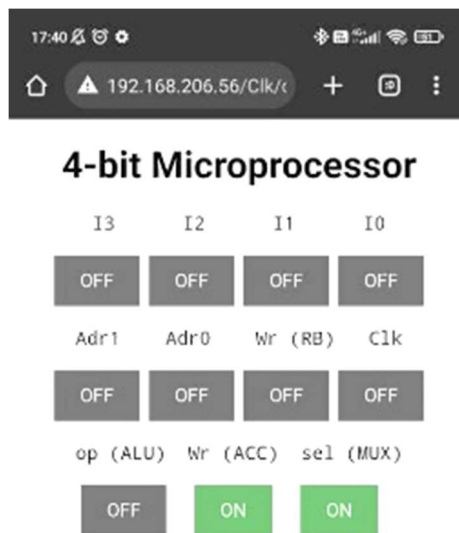 17:40
192.168.206.56/Clk/
4-bit Microprocessor
I3 I2 I1 I0
OFF OFF OFF OFF
Adr1 Adr0 Wr (RB) Clk
OFF OFF OFF OFF
op (ALU) Wr (ACC) sel (MUX)
OFF ON ON